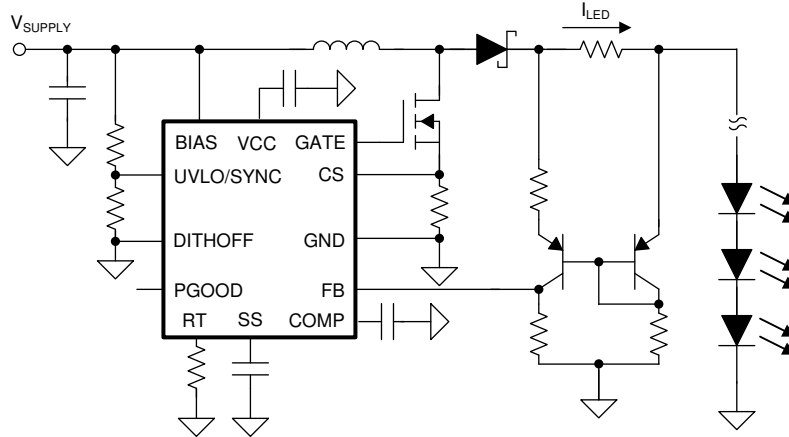 VSUPPLY
ILED
BIAS
VCC
GATE
UVLO/SYNC
CS
DITHOFF
GND
PGOOD
FB
RT
SS
COMP